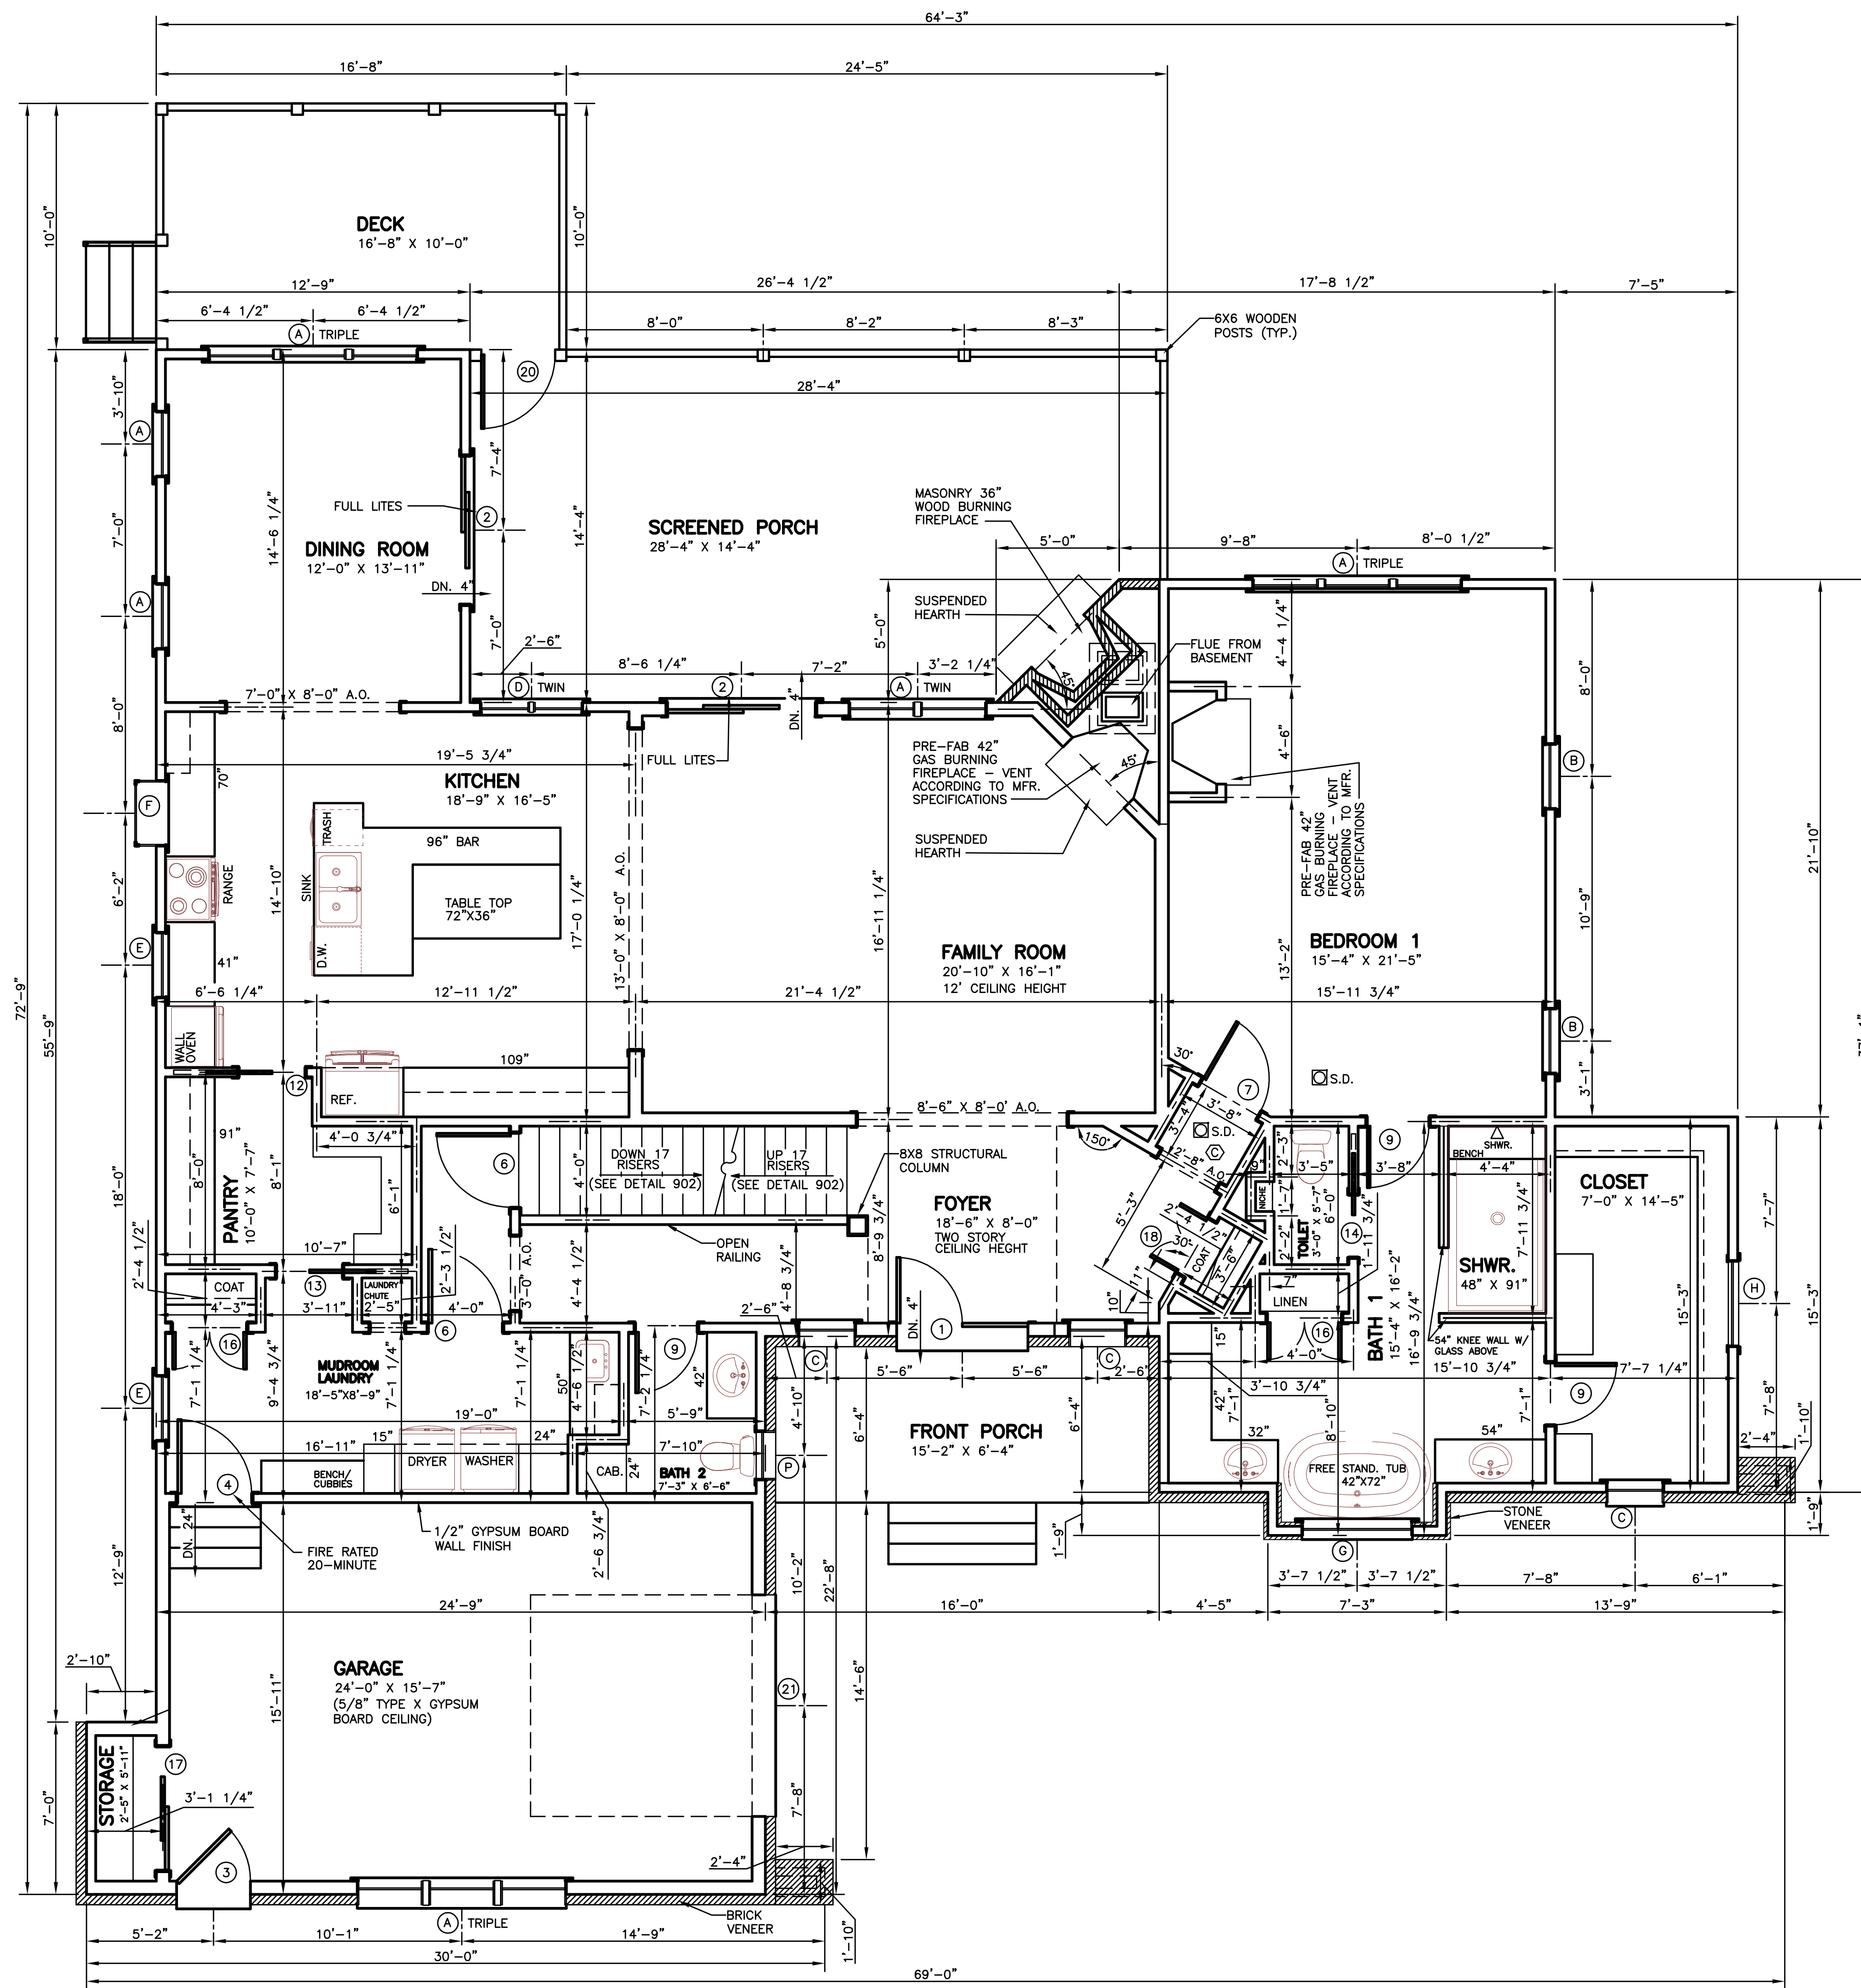 64'-3"
16'-8"
24'-5"
10'-0"
10'-0"
DECK
16'-8" X 10'-0"
12'-9"
26'-4 1/2"
17'-8 1/2"
7'-5"
6'-4 1/2"
6'-4 1/2"
8'-0"
8'-2"
8'-3"
6X6 WOODEN
POSTS (TYP.)
A TRIPLE
20
28'-4"
3'-10"
A
7'-0"
A
8'-0"
72'-9"
55'-9"
14'-6 1/4"
FULL LITES
2
7'-4"
14'-4"
DINING ROOM
12'-0" X 13'-11"
DN. 4"
7'-0"
SCREENED PORCH
28'-4" X 14'-4"
MASONRY 36"
WOOD BURNING
FIREPLACE
5'-0"
9'-8"
8'-0 1/2"
A TRIPLE
SUSPENDED
HEARTH
5'-0"
FLUE FROM
BASEMENT
45°
4'-4 1/4"
8'-0"
21'-10"
2'-6"
8'-6 1/4"
7'-2"
3'-2 1/4"
D TWIN
2
DN. 4"
A TWIN
7'-0" X 8'-0" A.O.
19'-5 3/4"
FULL LITES
KITCHEN
18'-9" X 16'-5"
70"
F
PRE-FAB 42"
GAS BURNING
FIREPLACE - VENT
ACCORDING TO MFR.
SPECIFICATIONS
45°
4'-6"
B
SUSPENDED
HEARTH
PRE-FAB 42"
GAS BURNING
FIREPLACE - VENT
ACCORDING TO MFR.
SPECIFICATIONS
TRASH
96" BAR
6'-2"
RANGE
14'-10"
SINK
TABLE TOP
72"X36"
17'-0 1/4"
13'-0" X 8'-0" A.O.
16'-11 1/4"
10'-9"
E
41"
D.W.
FAMILY ROOM
20'-10" X 16'-1"
12' CEILING HEIGHT
BEDROOM 1
15'-4" X 21'-5"
13'-2"
6'-6 1/4"
12'-11 1/2"
21'-4 1/2"
15'-11 3/4"
B
WALL
OVEN
109"
12
REF.
30°
7
S.D.
3'-1"
8'-6" X 8'-0' A.O.
91"
4'-0 3/4"
8'-0"
8'-1"
6'-1"
18'-0"
PANTRY
10'-0" X 7'-7"
6
4'-0"
DOWN 17
RISERS
(SEE DETAIL 902)
UP 17
RISERS
(SEE DETAIL 902)
8X8 STRUCTURAL
COLUMN
150°
3'-4"
3'-8"
S.D.
C
2'-8" A.O.
9"
2'-3"
3'-5"
9
3'-8"
SHWR.
BENCH
4'-4"
CLOSET
7'-0" X 14'-5"
7'-7"
FOYER
18'-6" X 8'-0"
TWO STORY
CEILING HEGHT
8'-9 3/4"
5'-3"
NICHE
1'-7"
2'-2"
TOILET
3'-0" X 5'-7"
6'-0"
14
1'-11 3/4"
7'-11 3/4"
SHWR.
48" X 91"
2'-4 1/2"
10'-7"
2'-3 1/2"
3'-0" A.O.
4'-4 1/2"
OPEN
RAILING
4'-8 3/4"
2'-4 1/2"
18
30°
COAT
3'-6"
11"
10"
7"
LINEN
BATH 1
15'-4" X 16'-2"
16'-9 3/4"
15'-3"
H
15'-3"
13
COAT
4'-3"
3'-11"
LAUNDRY
CHUTE
2'-5"
4'-0"
6
2'-6"
DN. 4"
1
16
MUDROOM
LAUNDRY
18'-5"X8'-9"
7'-1 1/4"
9'-4 3/4"
7'-1 1/4"
7'-1 1/4"
50"
4'-6 1/2"
7'-2 1/4"
9
42"
C
5'-6"
5'-6"
C
2'-6"
15"
16
4'-0"
3'-10 3/4"
54" KNEE WALL W/
GLASS ABOVE
15'-10 3/4"
7'-7 1/4"
9
E
19'-0"
5'-9"
4'-10"
6'-4"
6'-4"
FRONT PORCH
15'-2" X 6'-4"
42"
7'-1"
8'-10"
7'-1"
7'-8"
1'-10"
2'-4"
16'-11"
15"
24"
7'-10"
32"
54"
BENCH/
CUBBIES
DRYER
WASHER
CAB.
24"
BATH 2
7'-3" X 6'-6"
P
FREE STAND. TUB
42"X72"
4
DN. 24"
FIRE RATED
20-MINUTE
1/2" GYPSUM BOARD
WALL FINISH
2'-6 3/4"
1'-9"
G
STONE
VENEER
C
1'-9"
12'-9"
10'-2"
22'-8"
3'-7 1/2"
3'-7 1/2"
7'-8"
6'-1"
24'-9"
16'-0"
4'-5"
7'-3"
13'-9"
2'-10"
GARAGE
24'-0" X 15'-7"
(5/8" TYPE X GYPSUM
BOARD CEILING)
15'-11"
21
14'-6"
7'-0"
STORAGE
2'-5" X 5'-11"
17
3'-1 1/4"
7'-8"
3
2'-4"
A TRIPLE
BRICK
VENEER
1'-10"
5'-2"
10'-1"
14'-9"
30'-0"
69'-0"